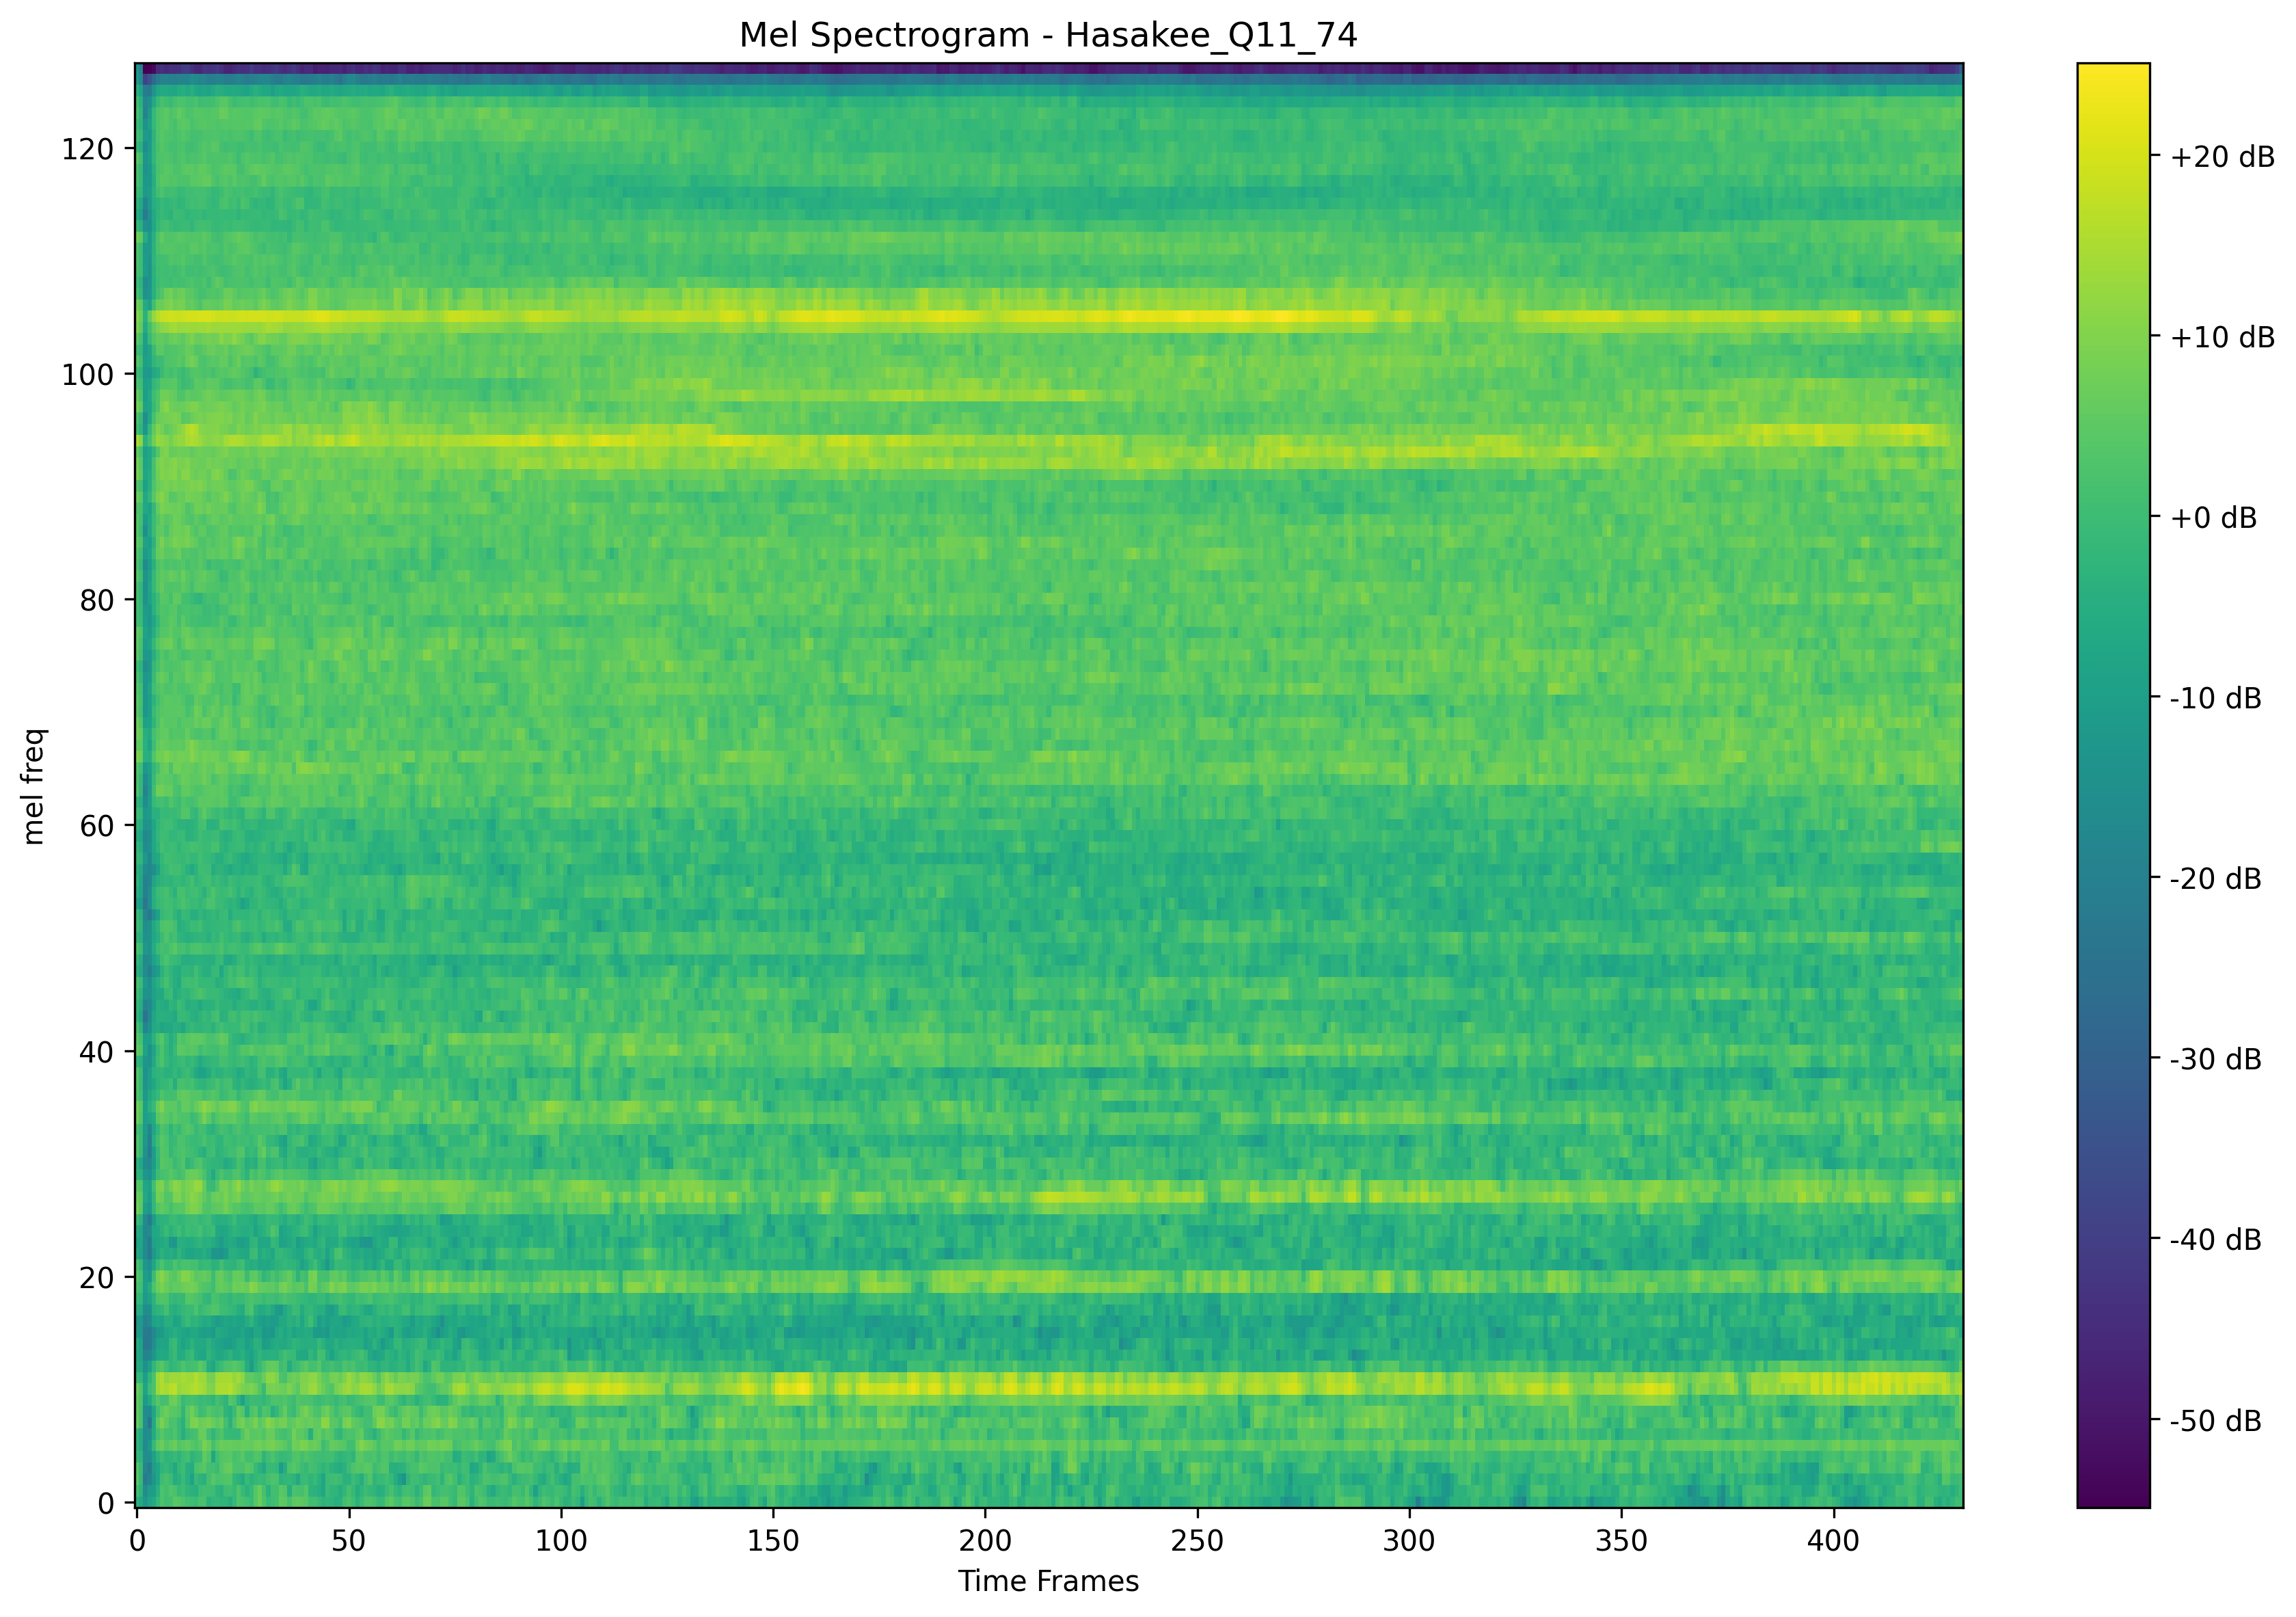 Mel Spectrogram - Hasakee_Q11_74
120
100
80
60
40
20
0
mel freq
0 50 100 150 200 250 300 350 400
Time Frames
+20 dB
+10 dB
+0 dB
-10 dB
-20 dB
-30 dB
-40 dB
-50 dB